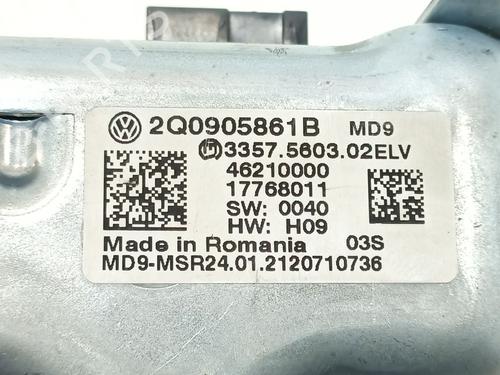 2Q0905861B MD9
3357.5603.02ELV
46210000
17768011
SW: 0040
HW: H09
Made in Romania 03S
MD9-MSR24.01.2120710736